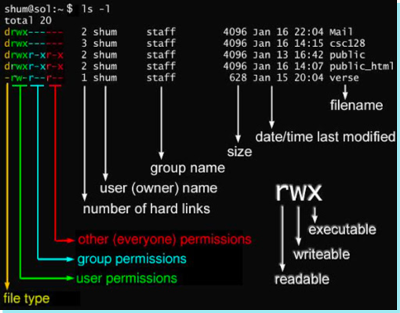 shum@sol:~$ ls -l
total 20
drwx------ 2 shum staff 4096 Jan 16 22:04 Mail
drwx------ 3 shum staff 4096 Jan 16 14:15 csc128
drwxr-xr-x 2 shum staff 4096 Jan 13 16:42 public
drwxr-xr-x 2 shum staff 4096 Jan 16 14:07 public_html
-rw-r--r-- 1 shum staff 628 Jan 15 20:04 verse
filename
date/time last modified
size
group name
user (owner) name
number of hard links
rwx
executable
writeable
readable
other (everyone) permissions
group permissions
user permissions
file type